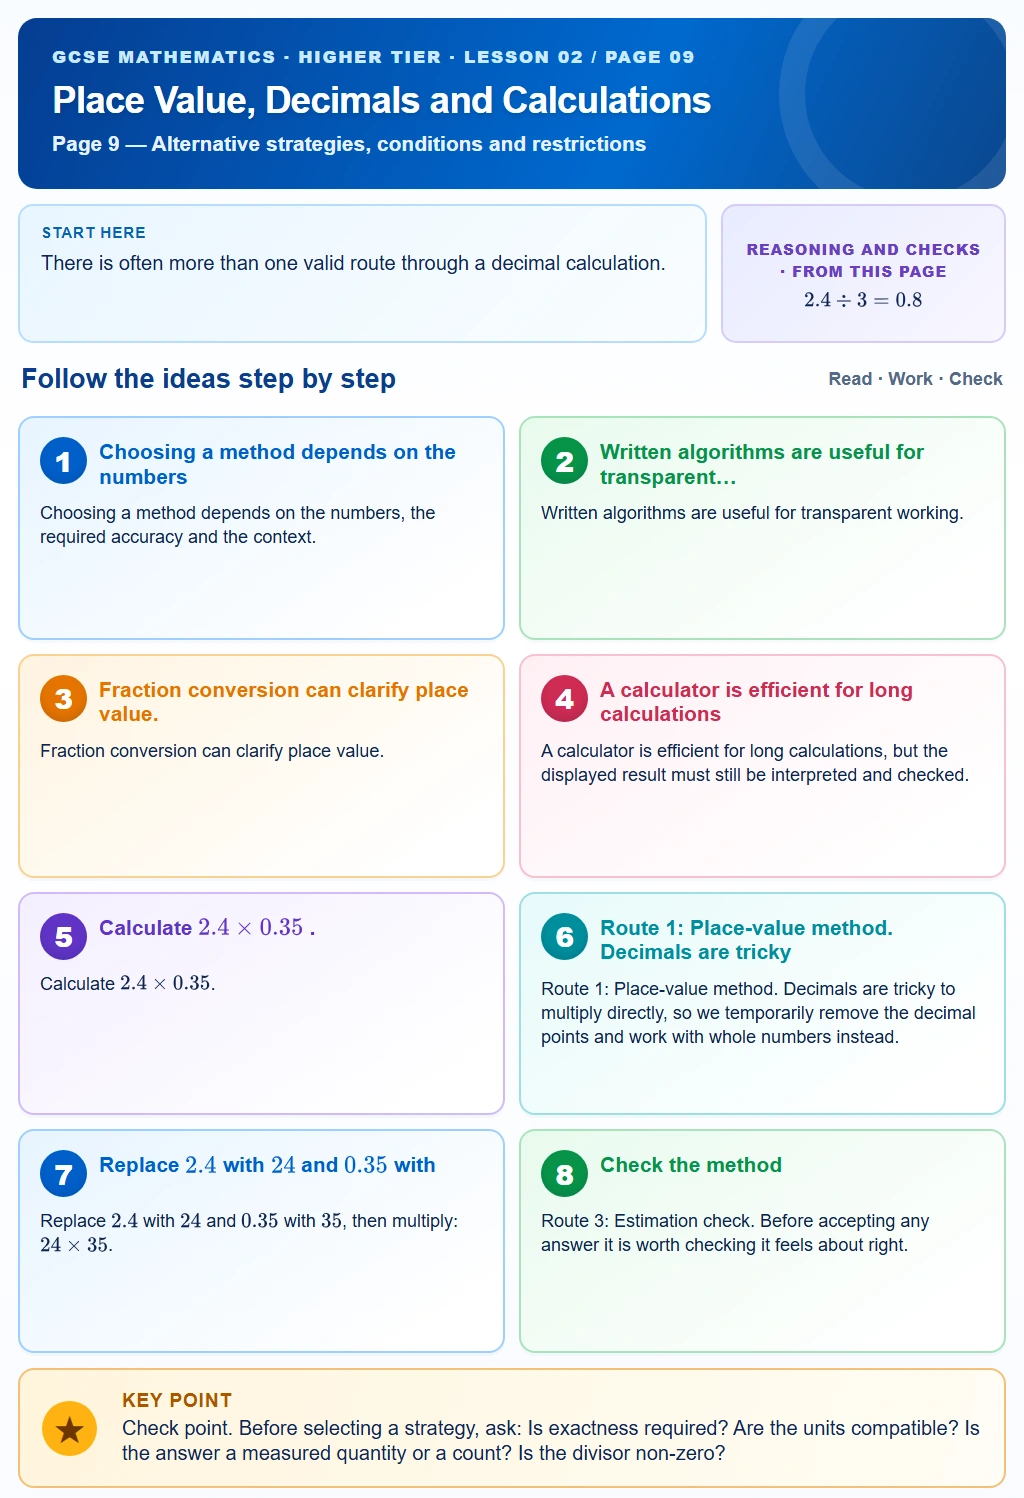 GCSE MATHEMATICS · HIGHER TIER · LESSON 02 / PAGE 09
Place Value, Decimals and Calculations
Page 9 — Alternative strategies, conditions and restrictions
START HERE
There is often more than one valid route through a decimal calculation.
REASONING AND CHECKS
· FROM THIS PAGE
2.4 ÷ 3 = 0.8
Follow the ideas step by step
Read · Work · Check
1
Choosing a method depends on the
numbers
Choosing a method depends on the numbers, the
required accuracy and the context.
2
Written algorithms are useful for
transparent…
Written algorithms are useful for transparent working.
3
Fraction conversion can clarify place
value.
Fraction conversion can clarify place value.
4
A calculator is efficient for long
calculations
A calculator is efficient for long calculations, but the
displayed result must still be interpreted and checked.
5
Calculate 2.4 × 0.35 .
Calculate 2.4 × 0.35.
6
Route 1: Place-value method.
Decimals are tricky
Route 1: Place-value method. Decimals are tricky to
multiply directly, so we temporarily remove the decimal
points and work with whole numbers instead.
7
Replace 2.4 with 24 and 0.35 with
Replace 2.4 with 24 and 0.35 with 35, then multiply:
24 × 35.
8
Check the method
Route 3: Estimation check. Before accepting any
answer it is worth checking it feels about right.
KEY POINT
Check point. Before selecting a strategy, ask: Is exactness required? Are the units compatible? Is
the answer a measured quantity or a count? Is the divisor non-zero?